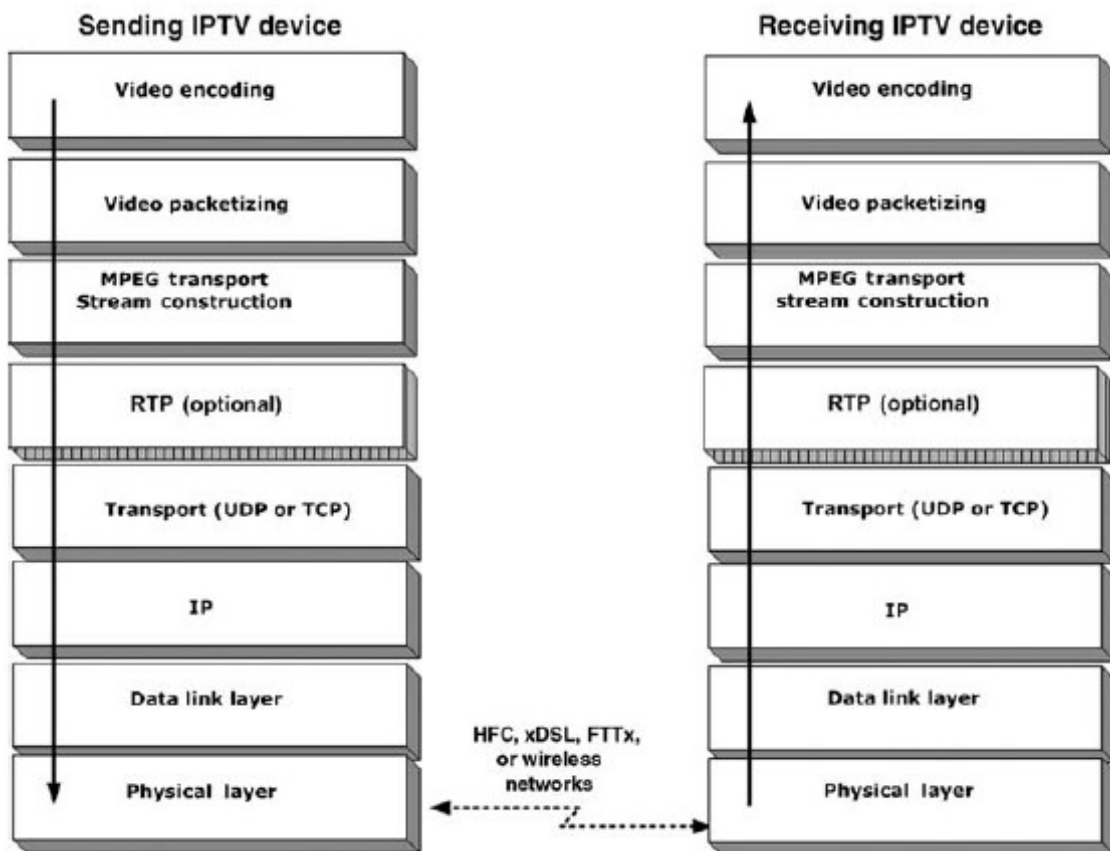 Sending IPTV device
Video encoding
Video packetizing
MPEG transport
Stream construction
RTP (optional)
Transport (UDP or TCP)
IP
Data link layer
Physical layer
HFC, xDSL, FTTx,
or wireless
networks
Receiving IPTV device
Video encoding
Video packetizing
MPEG transport
stream construction
RTP (optional)
Transport (UDP or TCP)
IP
Data link layer
Physical layer